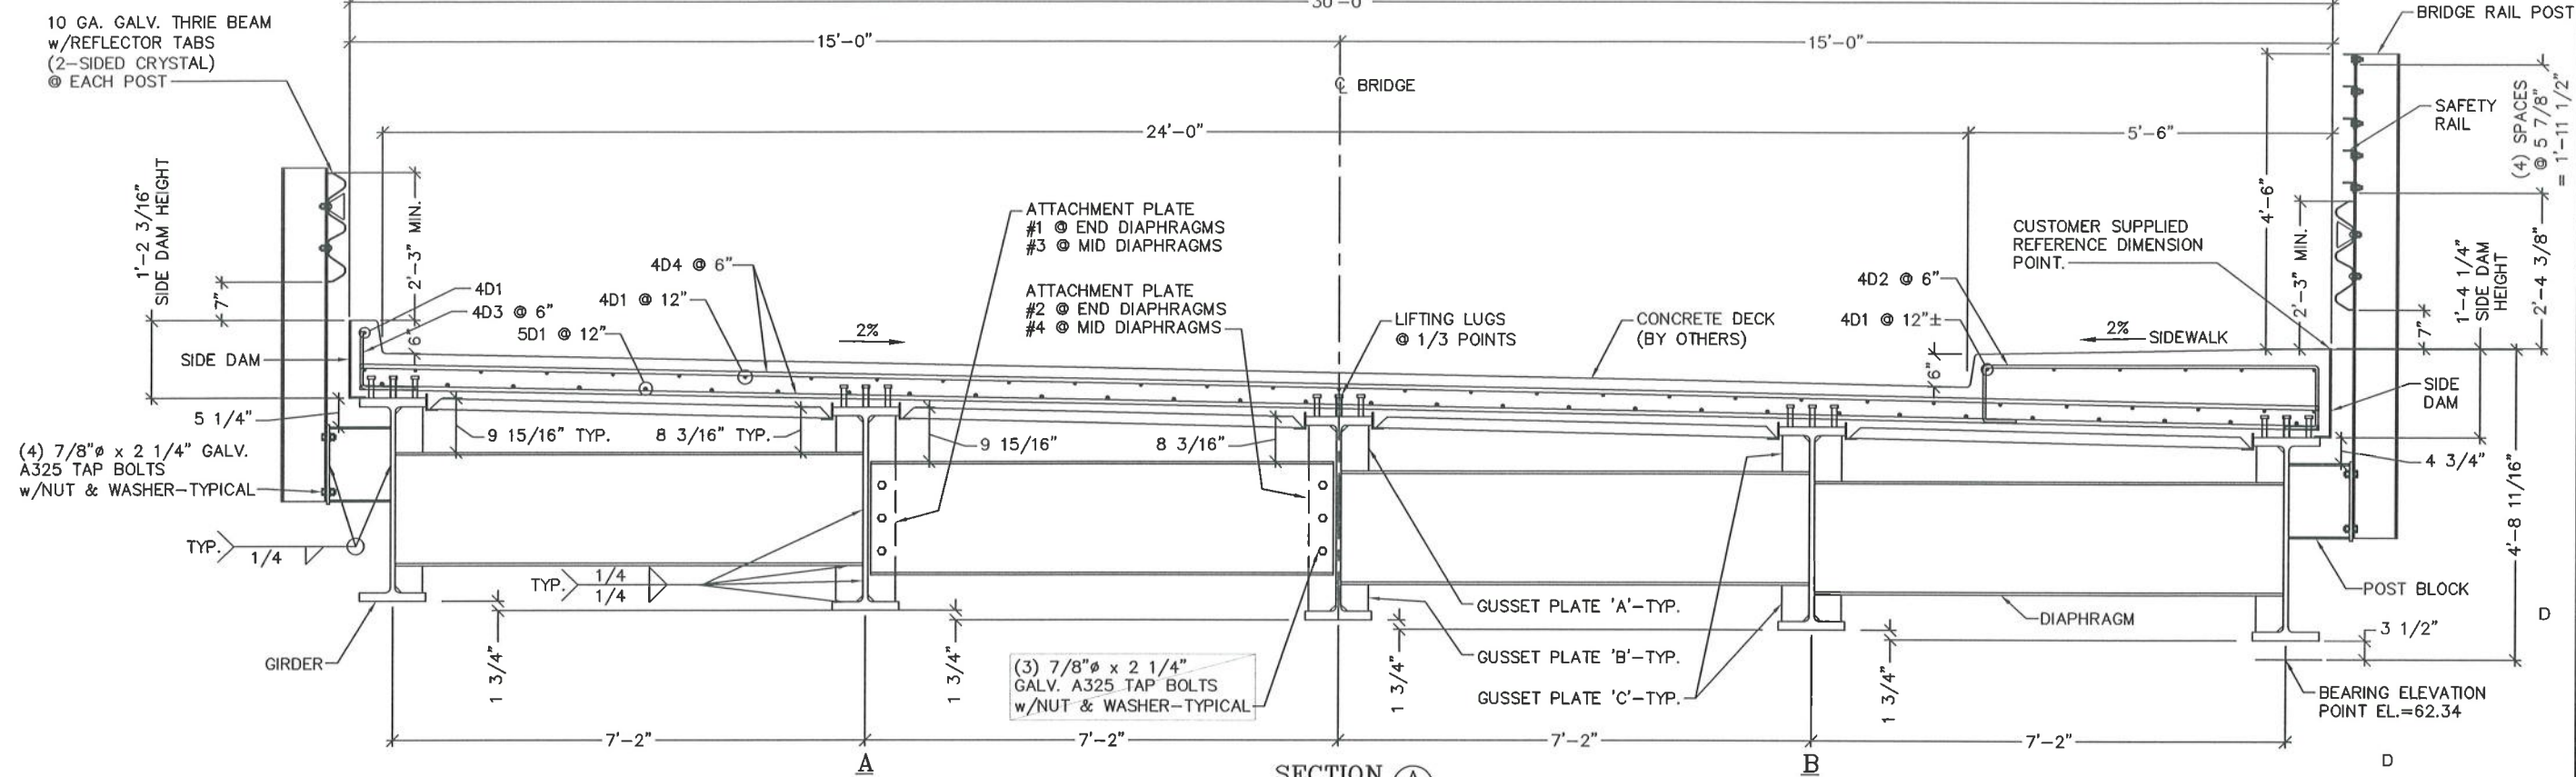 10 GA. GALV. THRIE BEAM
w/REFLECTOR TABS
(2-SIDED CRYSTAL)
@ EACH POST
30'-0"
15'-0"
15'-0"
℄ BRIDGE
24'-0"
5'-6"
BRIDGE RAIL POST
SAFETY
RAIL
(4) SPACES
@ 5 7/8"
= 1'-11 1/2"
4'-6"
2'-3" MIN.
2'-4 3/8"
1'-4 1/4"
SIDE DAM
HEIGHT
7"
1'-2 3/16"
SIDE DAM HEIGHT
7"
2'-3" MIN.
6"
4D1
4D3 @ 6"
5D1 @ 12"
4D1 @ 12"
4D4 @ 6"
2%
ATTACHMENT PLATE
#1 @ END DIAPHRAGMS
#3 @ MID DIAPHRAGMS
ATTACHMENT PLATE
#2 @ END DIAPHRAGMS
#4 @ MID DIAPHRAGMS
LIFTING LUGS
@ 1/3 POINTS
CONCRETE DECK
(BY OTHERS)
CUSTOMER SUPPLIED
REFERENCE DIMENSION
POINT.
4D2 @ 6"
4D1 @ 12"±
2%
SIDEWALK
6"
SIDE DAM
SIDE
DAM
5 1/4"
9 15/16" TYP.
8 3/16" TYP.
9 15/16"
8 3/16"
4 3/4"
4'-8 11/16"
(4) 7/8"ø x 2 1/4" GALV.
A325 TAP BOLTS
w/NUT & WASHER-TYPICAL
TYP.
1/4
TYP.
1/4
1/4
GUSSET PLATE 'A'-TYP.
GUSSET PLATE 'B'-TYP.
GUSSET PLATE 'C'-TYP.
POST BLOCK
DIAPHRAGM
D
3 1/2"
GIRDER
1 3/4"
1 3/4"
1 3/4"
1 3/4"
(3) 7/8"ø x 2 1/4"
GALV. A325 TAP BOLTS
w/NUT & WASHER-TYPICAL
BEARING ELEVATION
POINT EL.=62.34
7'-2"
7'-2"
7'-2"
7'-2"
A
B
D
SECTION A